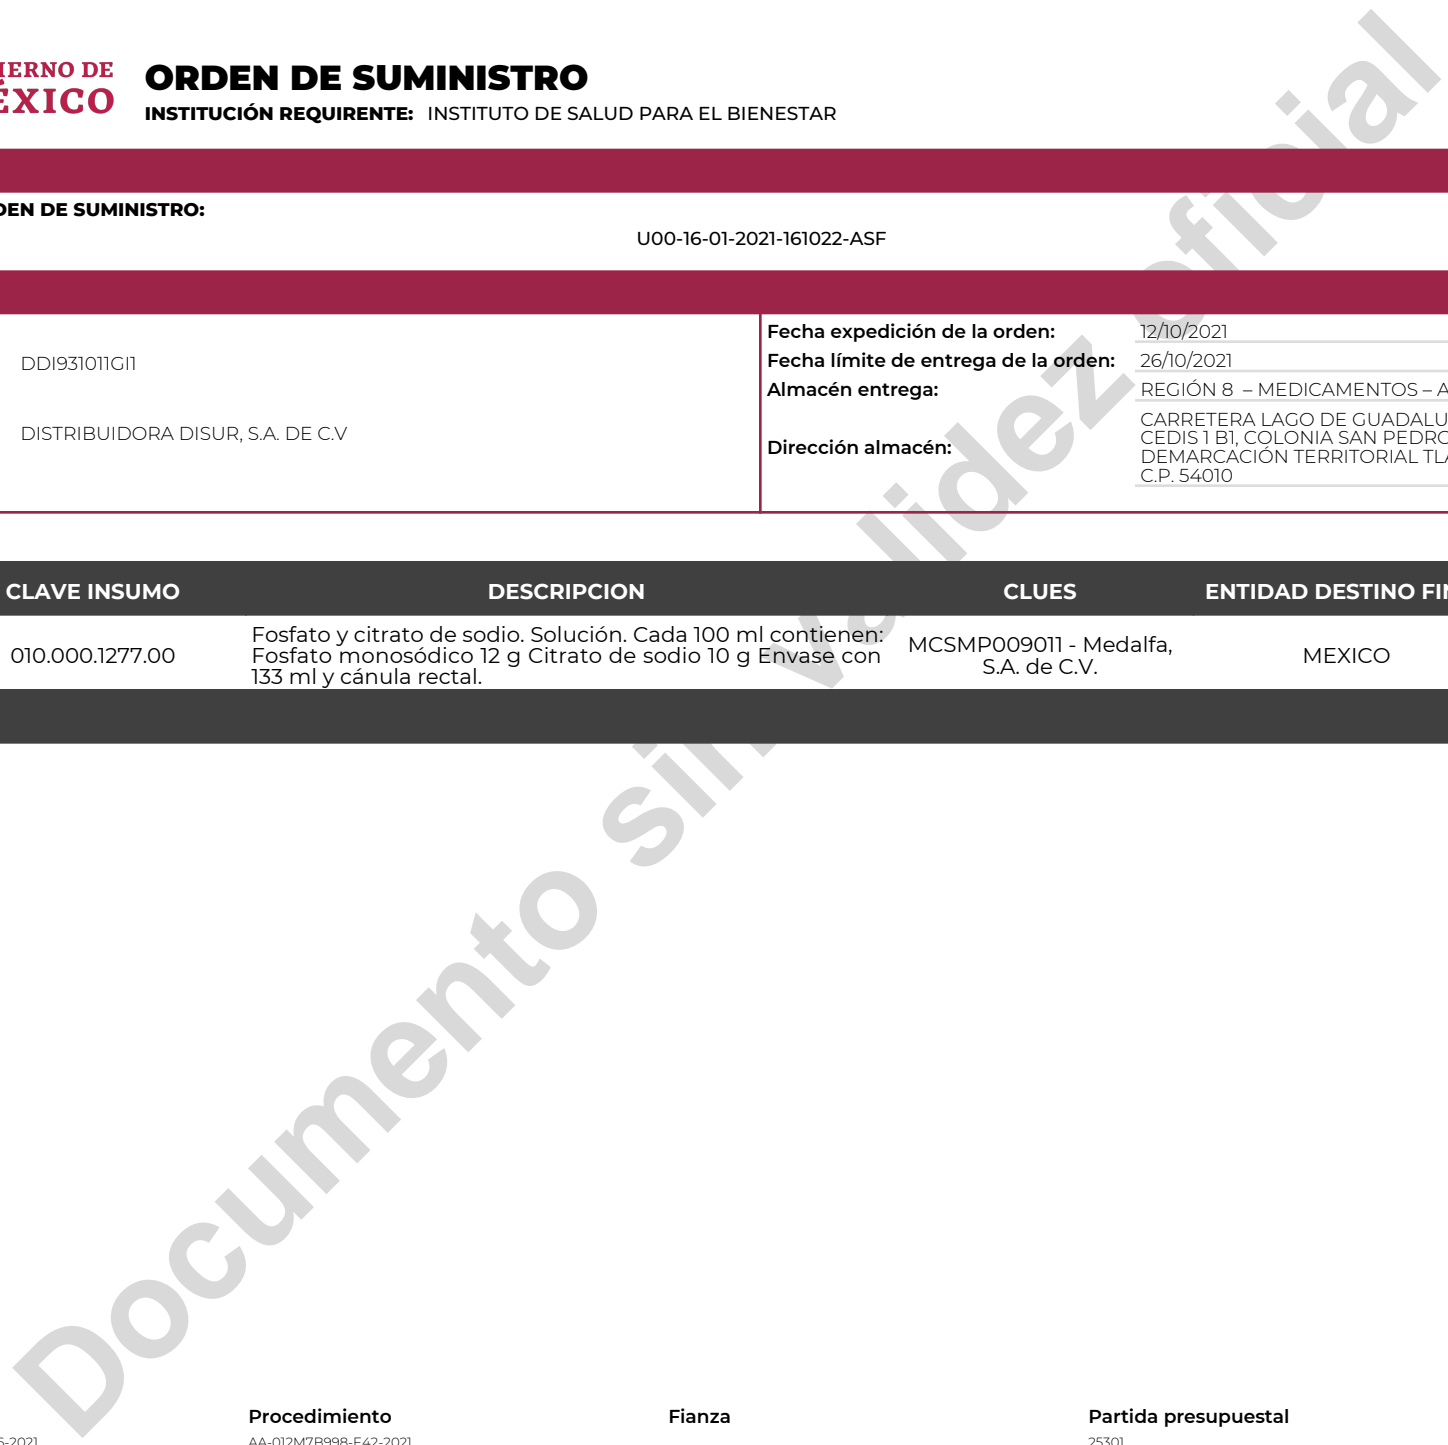 IERNO DE
ÉXICO
ORDEN DE SUMINISTRO
INSTITUCIÓN REQUIRENTE: INSTITUTO DE SALUD PARA EL BIENESTAR
DEN DE SUMINISTRO:
U00-16-01-2021-161022-ASF
DDI931011GI1
DISTRIBUIDORA DISUR, S.A. DE C.V
Fecha expedición de la orden: 12/10/2021
Fecha límite de entrega de la orden: 26/10/2021
Almacén entrega: REGIÓN 8 – MEDICAMENTOS – A
Dirección almacén: CARRETERA LAGO DE GUADALU
CEDIS 1 B1, COLONIA SAN PEDRO
DEMARCACIÓN TERRITORIAL TLA
C.P. 54010
CLAVE INSUMO DESCRIPCION CLUES ENTIDAD DESTINO FIN
010.000.1277.00
Fosfato y citrato de sodio. Solución. Cada 100 ml contienen:
Fosfato monosódico 12 g Citrato de sodio 10 g Envase con
133 ml y cánula rectal.
MCSMP009011 - Medalfa,
S.A. de C.V.
MEXICO
Documento sin validez oficial
Procedimiento Fianza Partida presupuestal
6-2021 AA-012M7B998-E42-2021 25301